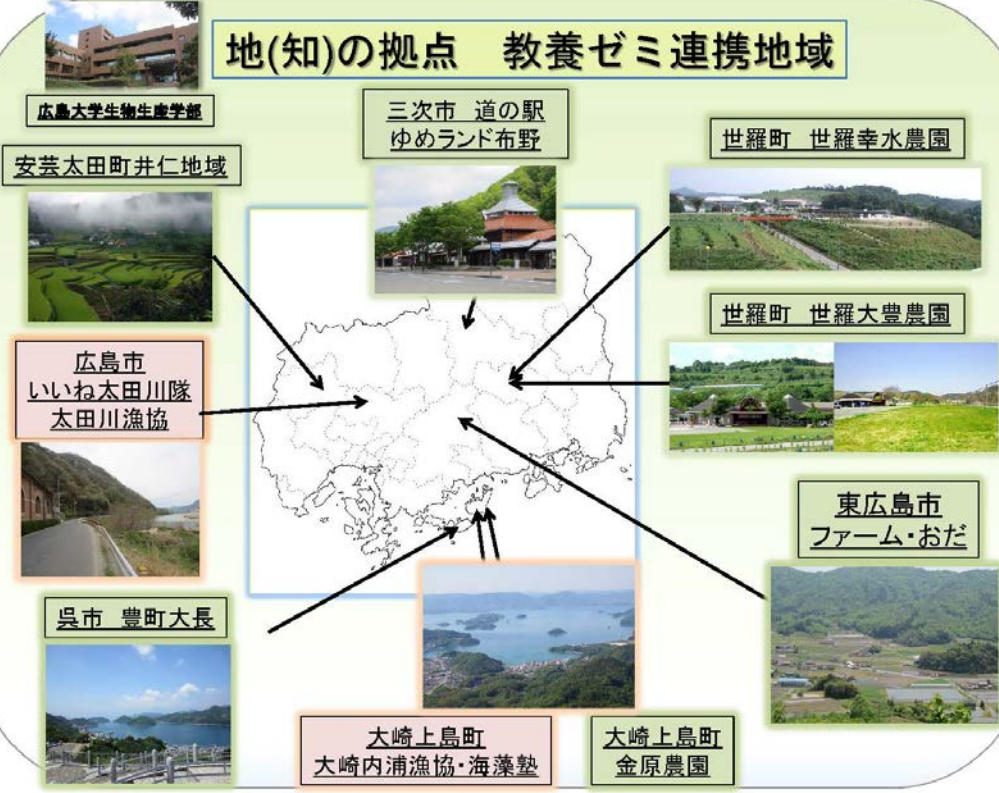 地(知)の拠点　教養ゼミ連携地域
広島大学生物生産学部
三次市　道の駅
ゆめランド布野
世羅町　世羅幸水農園
安芸太田町井仁地域
世羅町　世羅大豊農園
広島市
いいね太田川隊
太田川漁協
東広島市
ファーム・おだ
呉市　豊町大長
大崎上島町
大崎内浦漁協・海藻塾
大崎上島町
金原農園